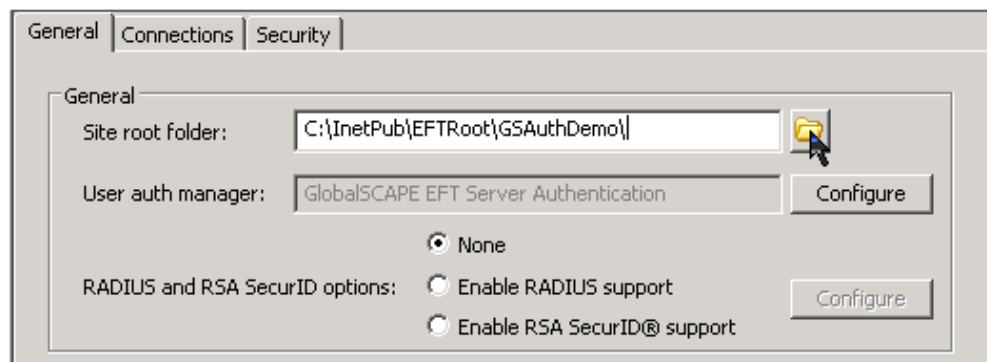 General Connections Security
General
Site root folder: C:\InetPub\EFTRoot\GSAuthDemo\
User auth manager: GlobalSCAPE EFT Server Authentication Configure
None
RADIUS and RSA SecurID options: Enable RADIUS support Configure
Enable RSA SecurID® support